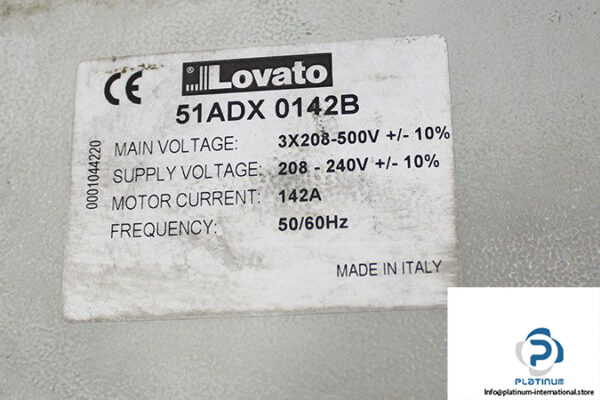 CE
® Lovato
51ADX 0142B
MAIN VOLTAGE: 3X208-500V +/- 10%
SUPPLY VOLTAGE: 208 - 240V +/- 10%
MOTOR CURRENT: 142A
FREQUENCY: 50/60Hz
MADE IN ITALY
0001044220
PLATINUM
https://platinum-international.store